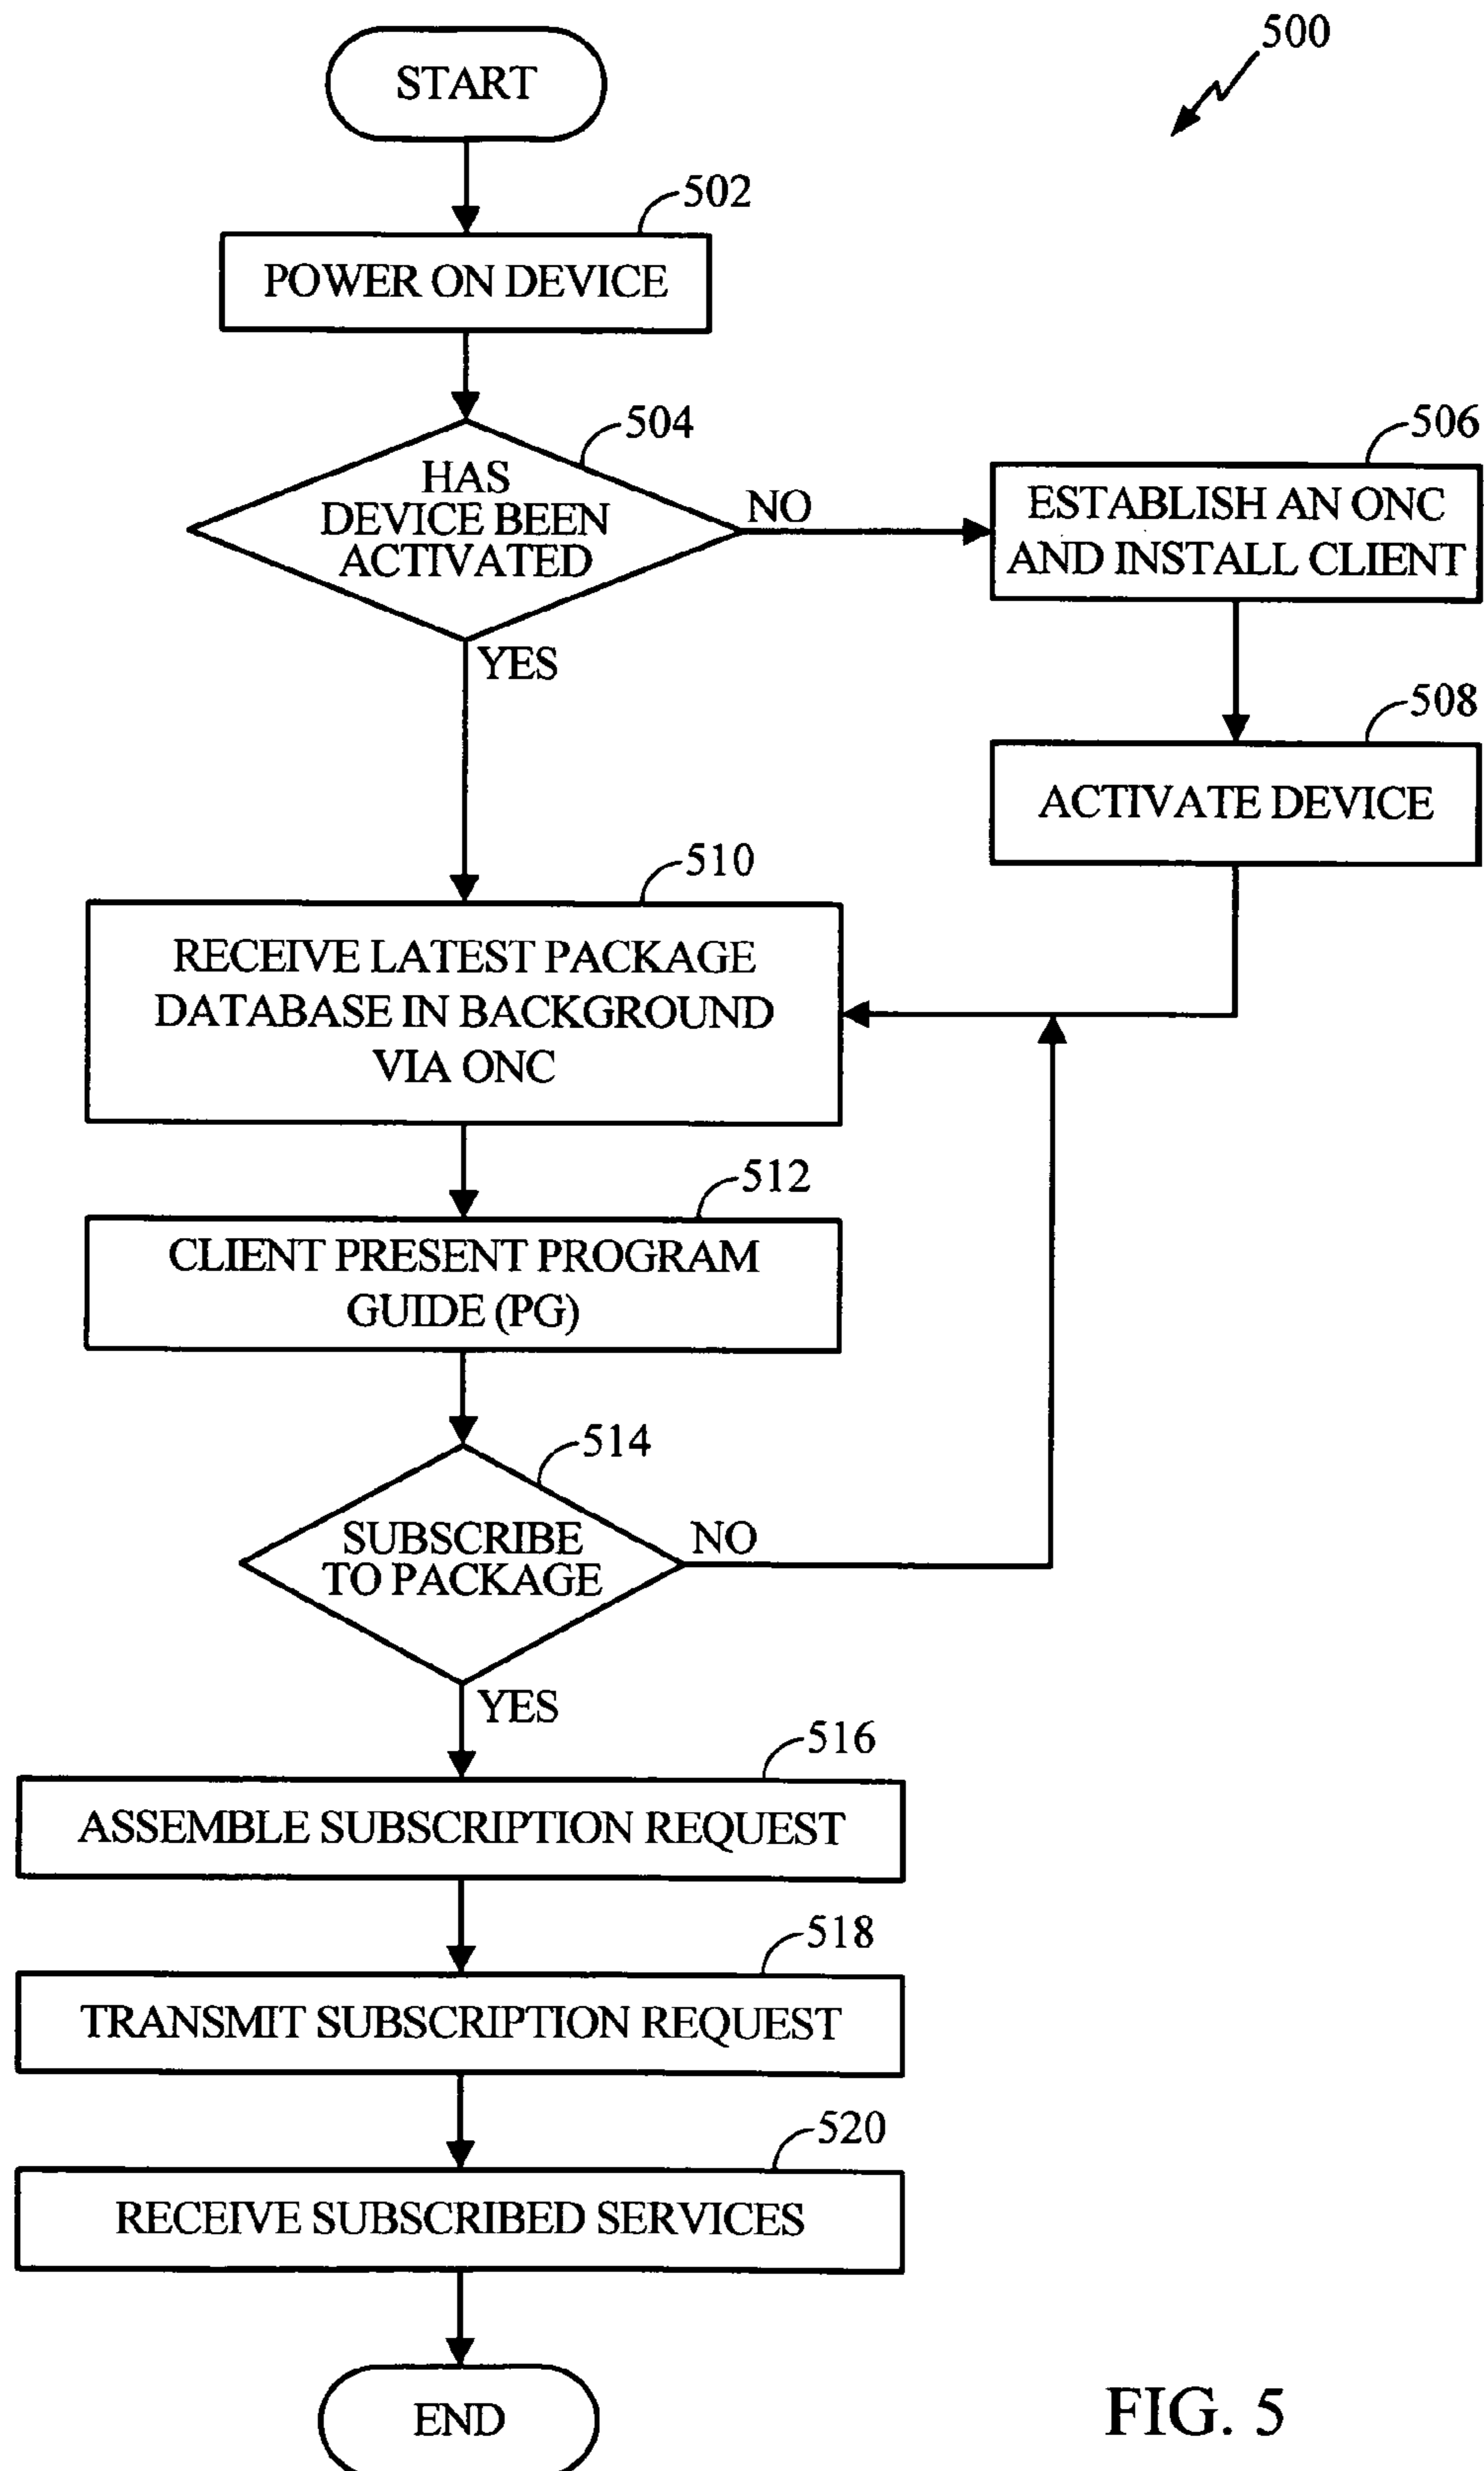 500
START
502
POWER ON DEVICE
504
HAS
DEVICE BEEN
ACTIVATED
NO
YES
506
ESTABLISH AN ONC
AND INSTALL CLIENT
508
ACTIVATE DEVICE
510
RECEIVE LATEST PACKAGE
DATABASE IN BACKGROUND
VIA ONC
512
CLIENT PRESENT PROGRAM
GUIDE (PG)
514
SUBSCRIBE
TO PACKAGE
NO
YES
516
ASSEMBLE SUBSCRIPTION REQUEST
518
TRANSMIT SUBSCRIPTION REQUEST
520
RECEIVE SUBSCRIBED SERVICES
END
FIG. 5